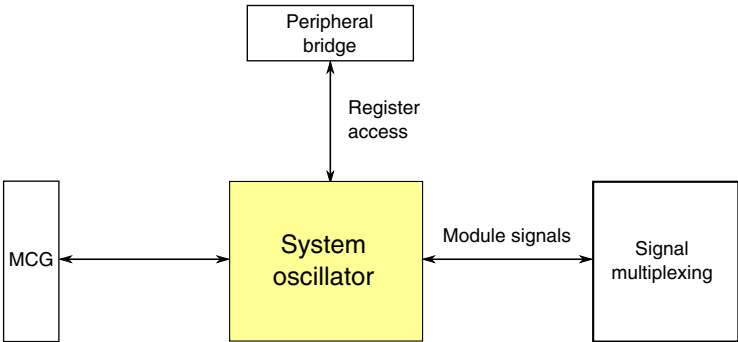 Peripheral
bridge
Register
access
MCG
System
oscillator
Module signals
Signal
multiplexing